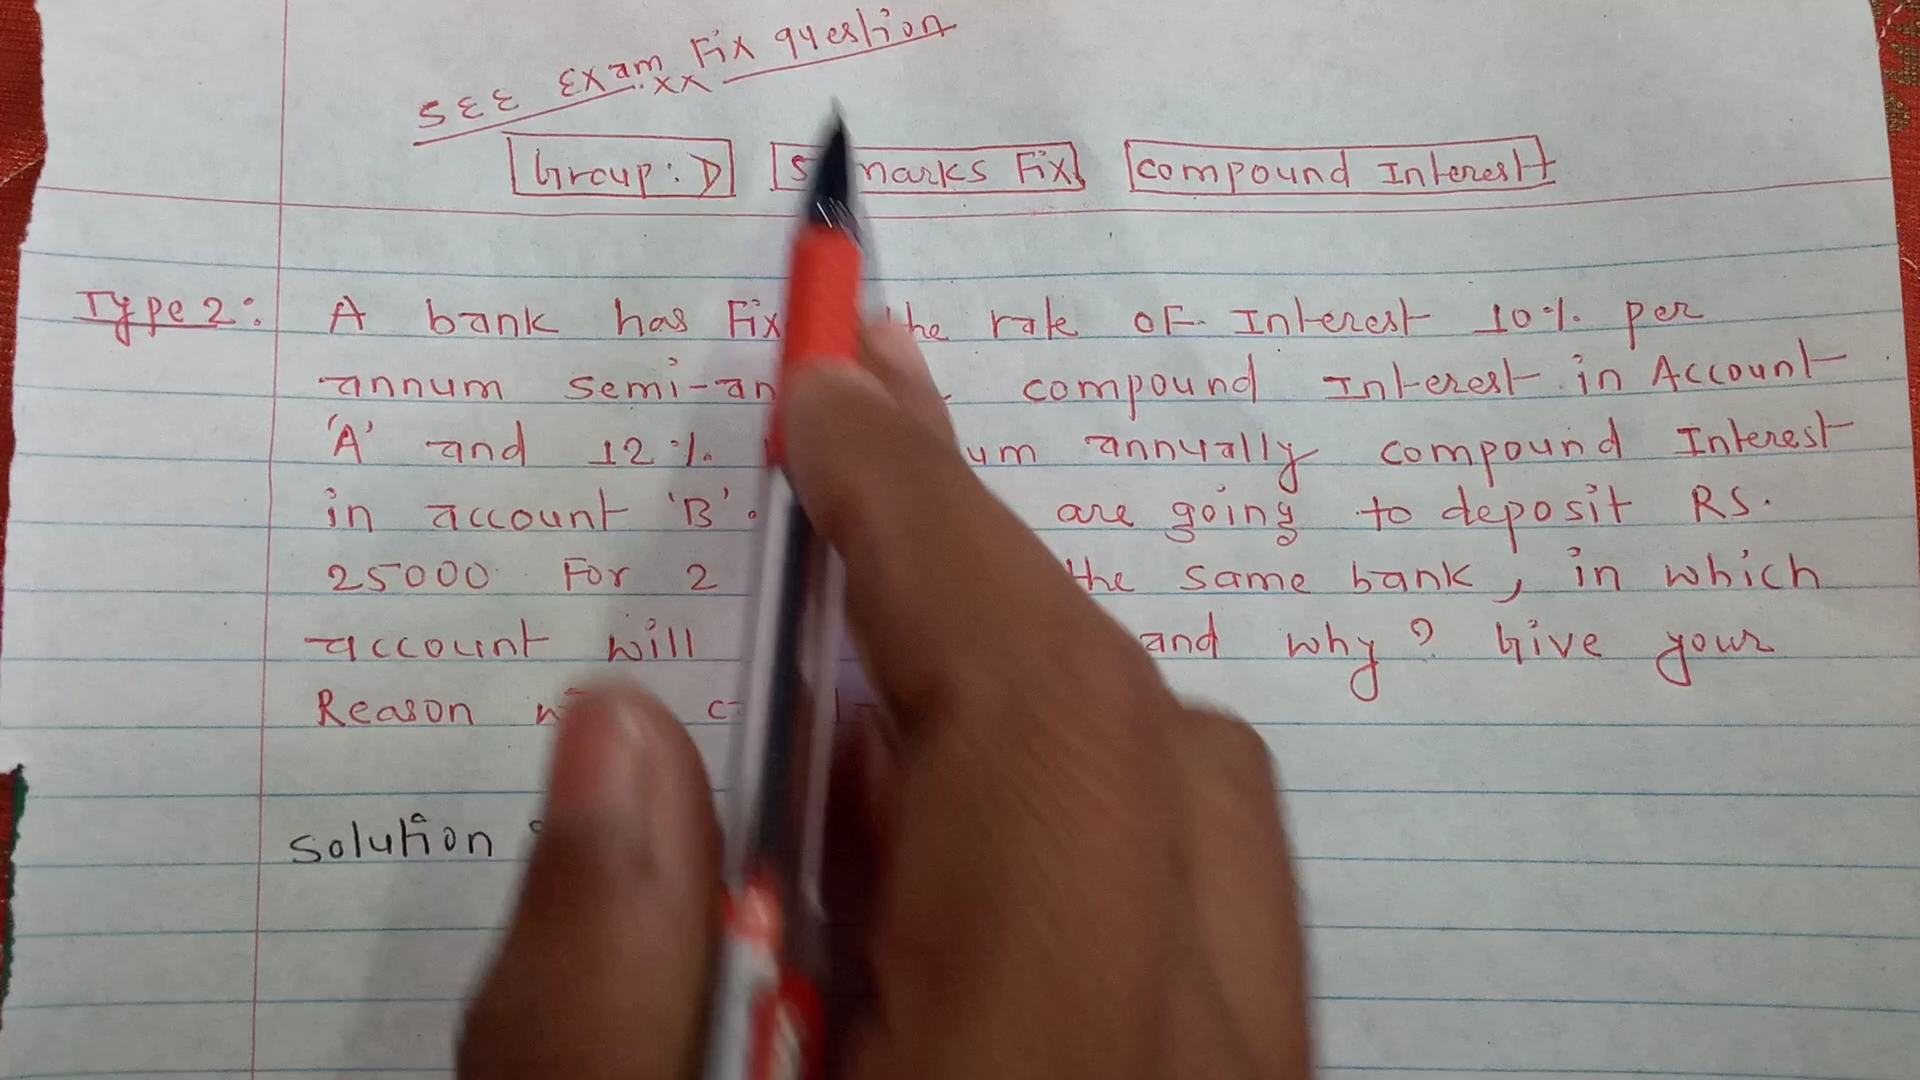 SEE Exam Fix question
xx
Group: D marks Fix compound Interest
Type 2: A bank has Fix the rate of Interest 10% per
annum semi-an compound Interest in Account
'A' and 12% um annually compound Interest
in account 'B'. are going to deposit RS.
25000 For 2 the same bank, in which
account will and why? Give your
Reason
Solution